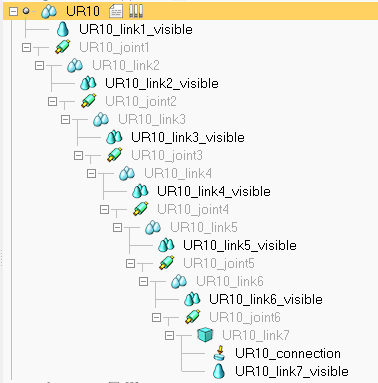 UR10
UR10_link1_visible
UR10_joint1
UR10_link2
UR10_link2_visible
UR10_joint2
UR10_link3
UR10_link3_visible
UR10_joint3
UR10_link4
UR10_link4_visible
UR10_joint4
UR10_link5
UR10_link5_visible
UR10_joint5
UR10_link6
UR10_link6_visible
UR10_joint6
UR10_link7
UR10_connection
UR10_link7_visible